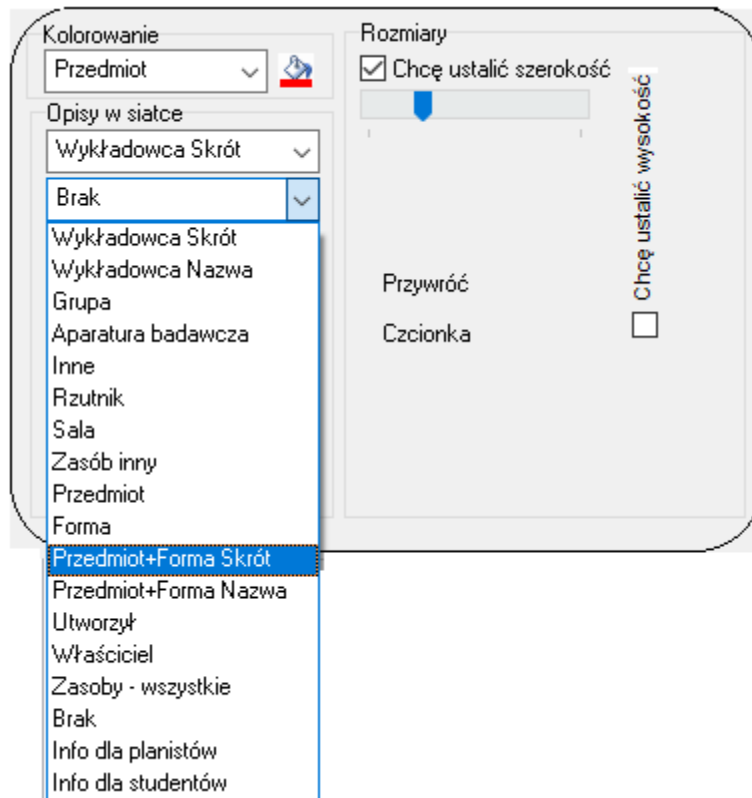 Kolorowanie
Przedmiot
Opisy w siatce
Wykładowca Skrót
Brak
Wykładowca Skrót
Wykładowca Nazwa
Grupa
Aparatura badawcza
Inne
Rzutnik
Sala
Zasób inny
Przedmiot
Forma
Przedmiot+Forma Skrót
Przedmiot+Forma Nazwa
Utworzył
Właściciel
Zasoby - wszystkie
Brak
Info dla planistów
Info dla studentów
Rozmiary
Chcę ustalić szerokość
Chcę ustalić wysokość
Przywróć
Czcionka